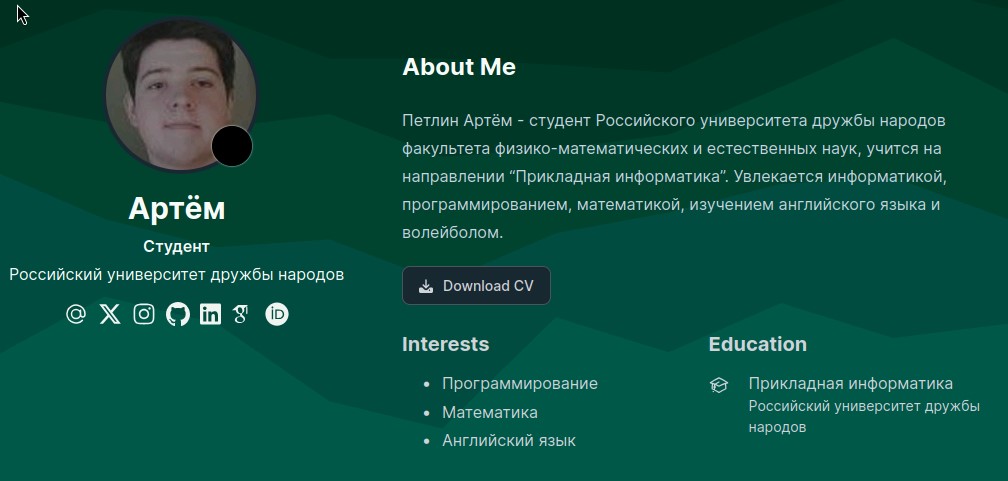 Артём
Студент
Российский университет дружбы народов
About Me
Петлин Артём - студент Российского университета дружбы народов
факультета физико-математических и естественных наук, учится на
направлении “Прикладная информатика”. Увлекается информатикой,
программированием, математикой, изучением английского языка и
волейболом.
Download CV
Interests
Программирование
Математика
Английский язык
Education
Прикладная информатика
Российский университет дружбы
народов